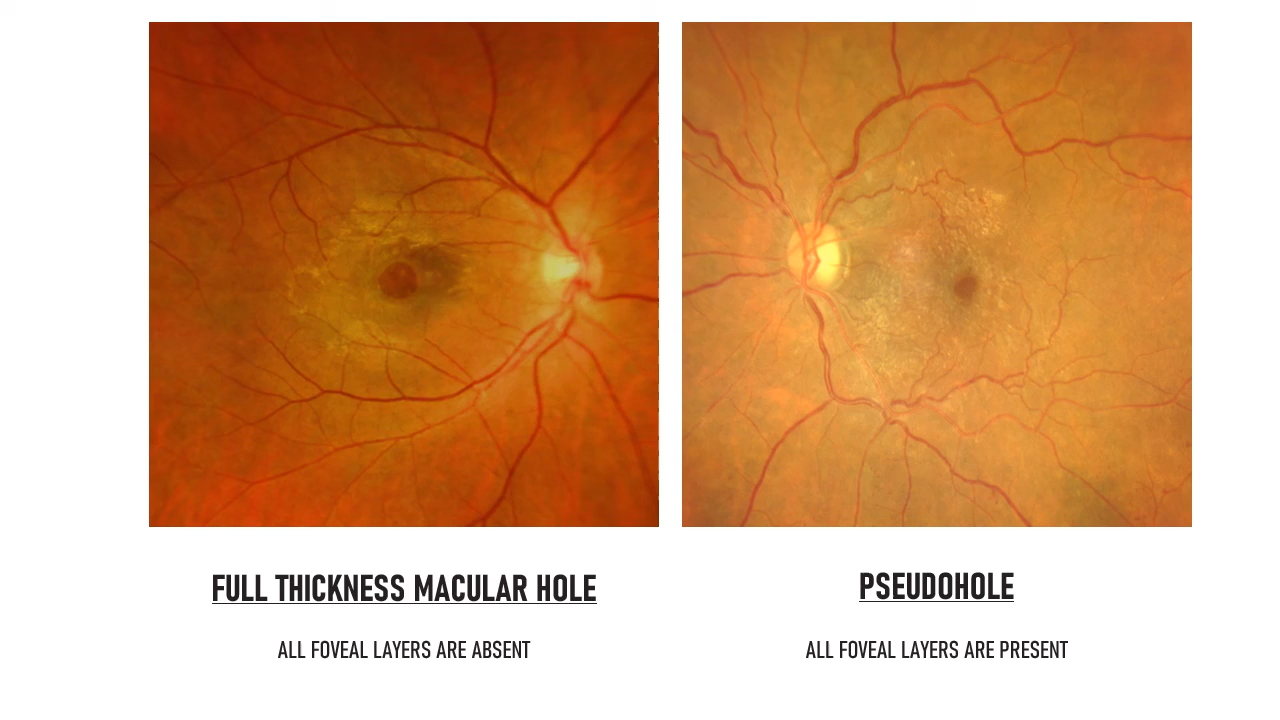 FULL THICKNESS MACULAR HOLE
ALL FOVEAL LAYERS ARE ABSENT
PSEUDOHOLE
ALL FOVEAL LAYERS ARE PRESENT